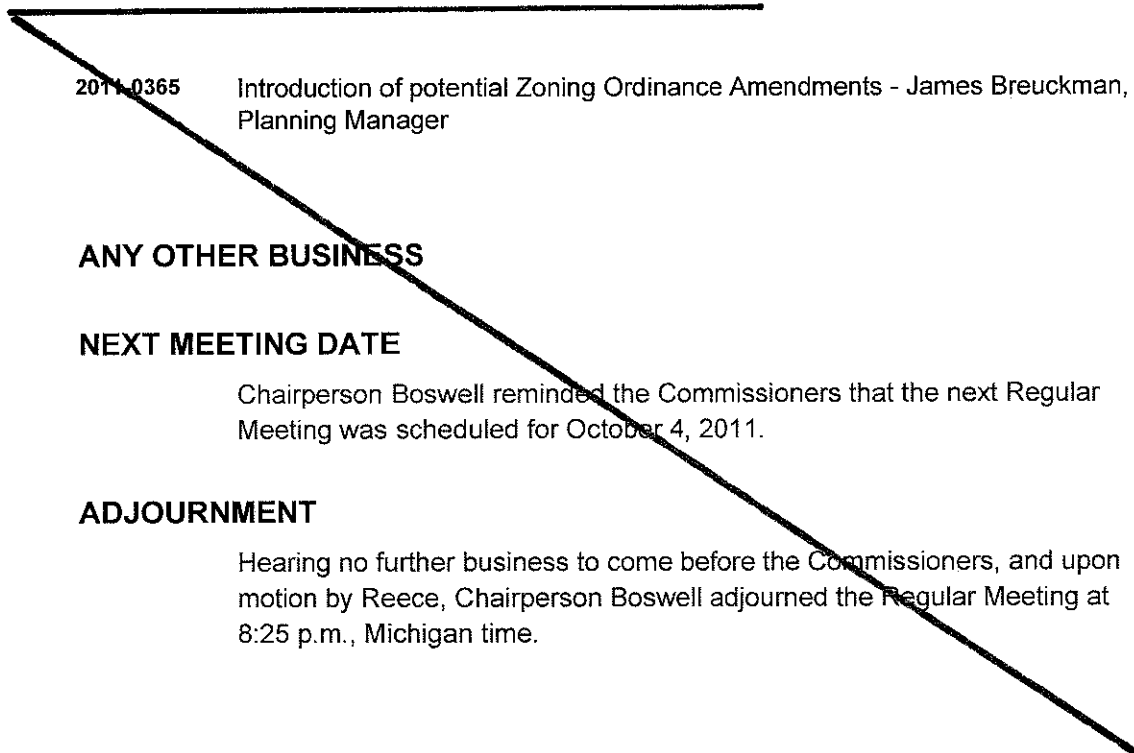 2011-0365 Introduction of potential Zoning Ordinance Amendments - James Breuckman,
Planning Manager
ANY OTHER BUSINESS
NEXT MEETING DATE
Chairperson Boswell reminded the Commissioners that the next Regular
Meeting was scheduled for October 4, 2011.
ADJOURNMENT
Hearing no further business to come before the Commissioners, and upon
motion by Reece, Chairperson Boswell adjourned the Regular Meeting at
8:25 p.m., Michigan time.